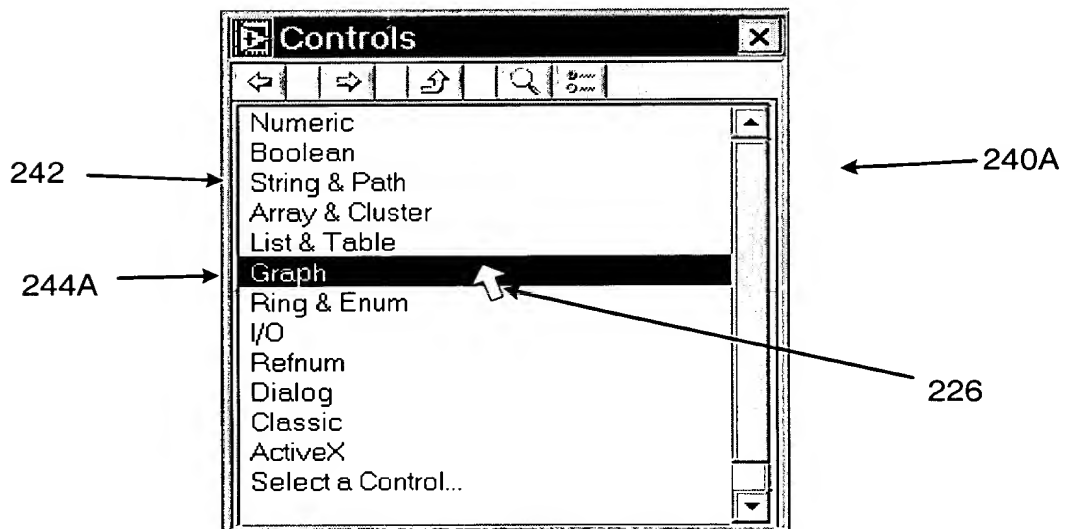 Controls
Numeric
Boolean
242
String & Path
240A
Array & Cluster
List & Table
244A
Graph
Ring & Enum
I/O
Refnum
Dialog
226
Classic
ActiveX
Select a Control...